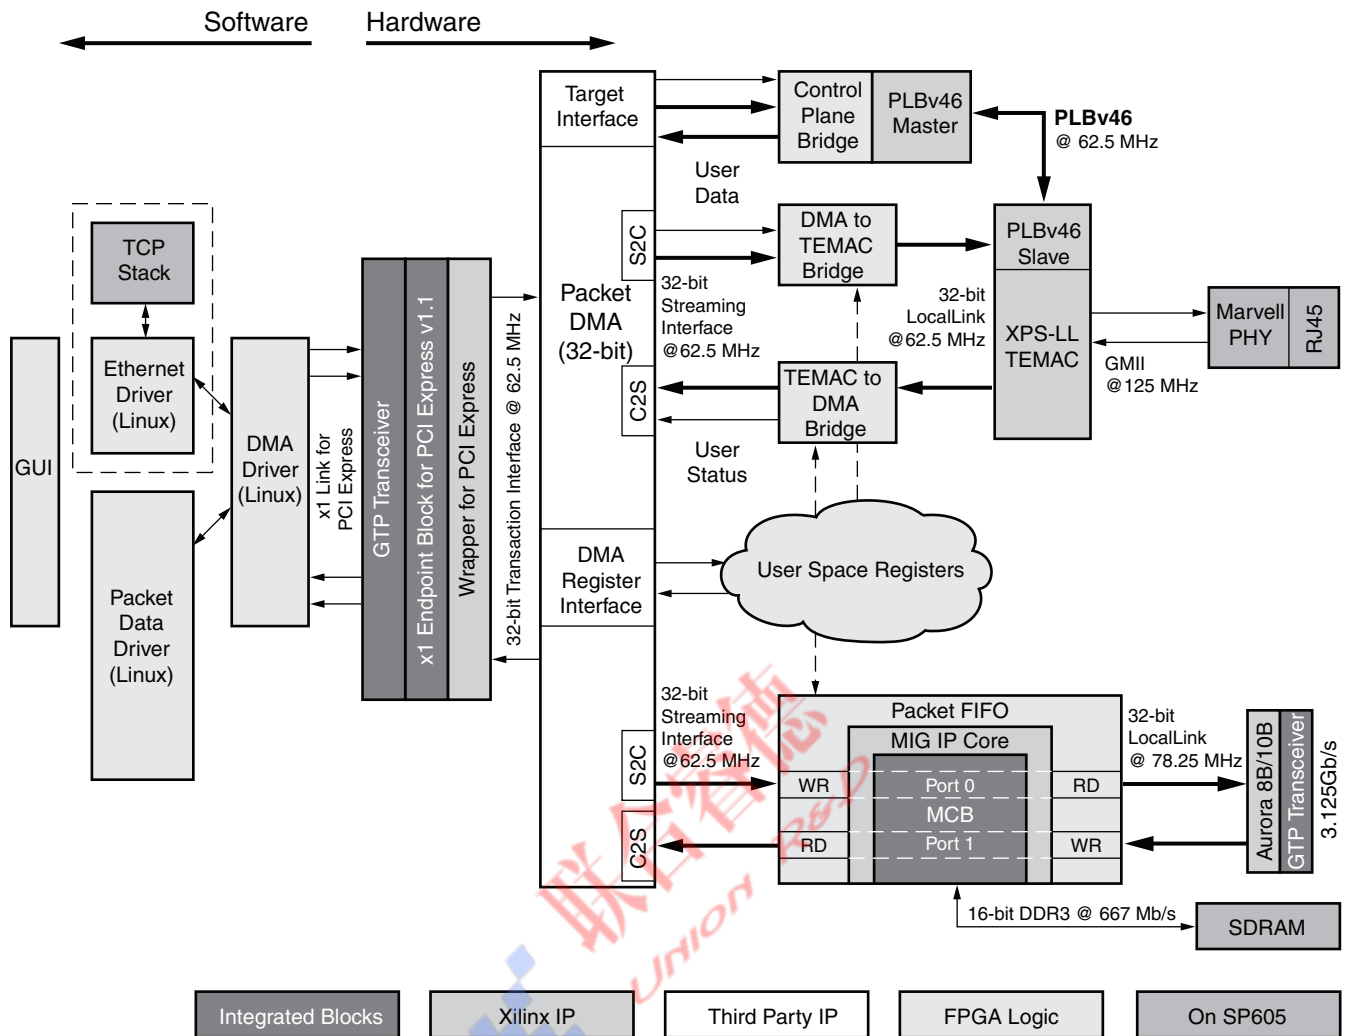 Software
Hardware
Target
Interface
Control
Plane
Bridge
PLBv46
Master
PLBv46
@ 62.5 MHz
User
Data
TCP
Stack
Ethernet
Driver
(Linux)
GUI
Packet
Data
Driver
(Linux)
DMA
Driver
(Linux)
x1 Link for
PCI Express
GTP Transceiver
x1 Endpoint Block for PCI Express v1.1
Wrapper for PCI Express
32-bit Transaction Interface @ 62.5 MHz
Packet
DMA
(32-bit)
S2C
32-bit
Streaming
Interface
@62.5 MHz
C2S
DMA to
TEMAC
Bridge
TEMAC to
DMA
Bridge
User
Status
32-bit
LocalLink
@62.5 MHz
PLBv46
Slave
XPS-LL
TEMAC
GMII
@125 MHz
Marvell
PHY
RJ45
DMA
Register
Interface
User Space Registers
S2C
C2S
32-bit
Streaming
Interface
@62.5 MHz
Packet FIFO
MIG IP Core
WR
Port 0
RD
MCB
RD
Port 1
WR
32-bit
LocalLink
@ 78.25 MHz
Aurora 8B/10B
GTP Transceiver
3.125Gb/s
16-bit DDR3 @ 667 Mb/s
SDRAM
联合睿德
UNION R&D
Integrated Blocks
Xilinx IP
Third Party IP
FPGA Logic
On SP605